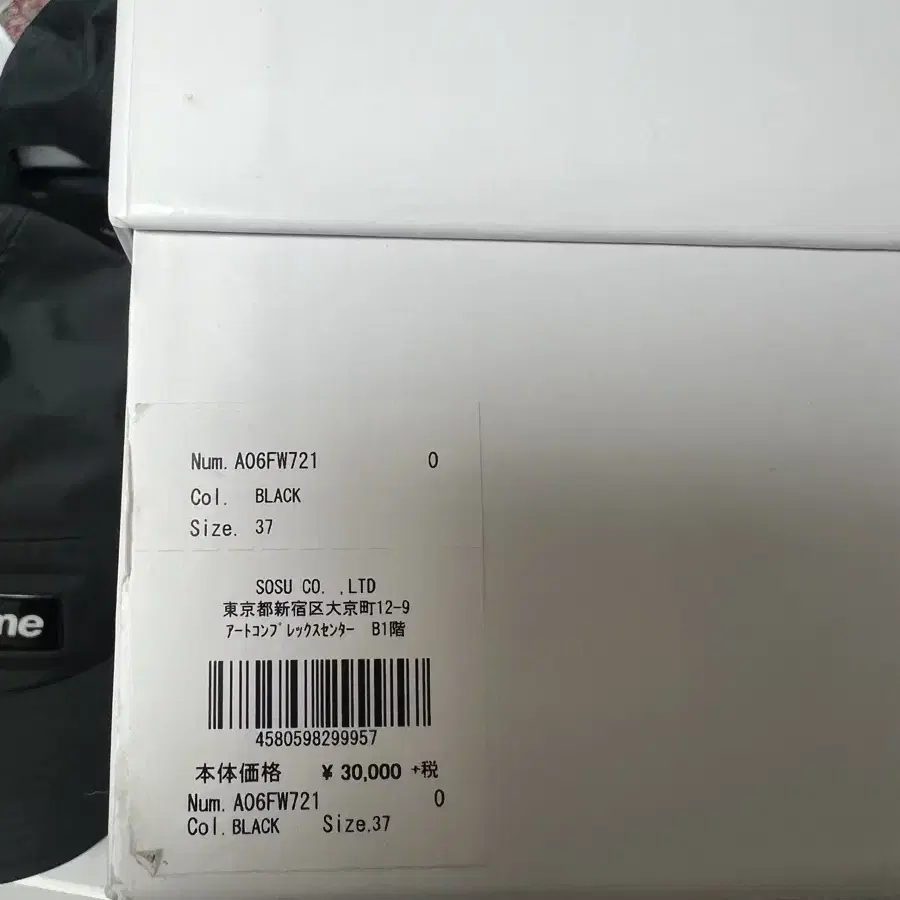 Num. A06FW721 0
Col. BLACK
Size. 37
SOSU CO. ,LTD
東京都新宿区大京町12-9
ｱｰﾄｺﾝﾌﾟﾚｯｸｽｾﾝﾀｰ B1階
4580598299957
本体価格 ¥ 30,000 +税
Num. A06FW721 0
Col. BLACK Size.37
me